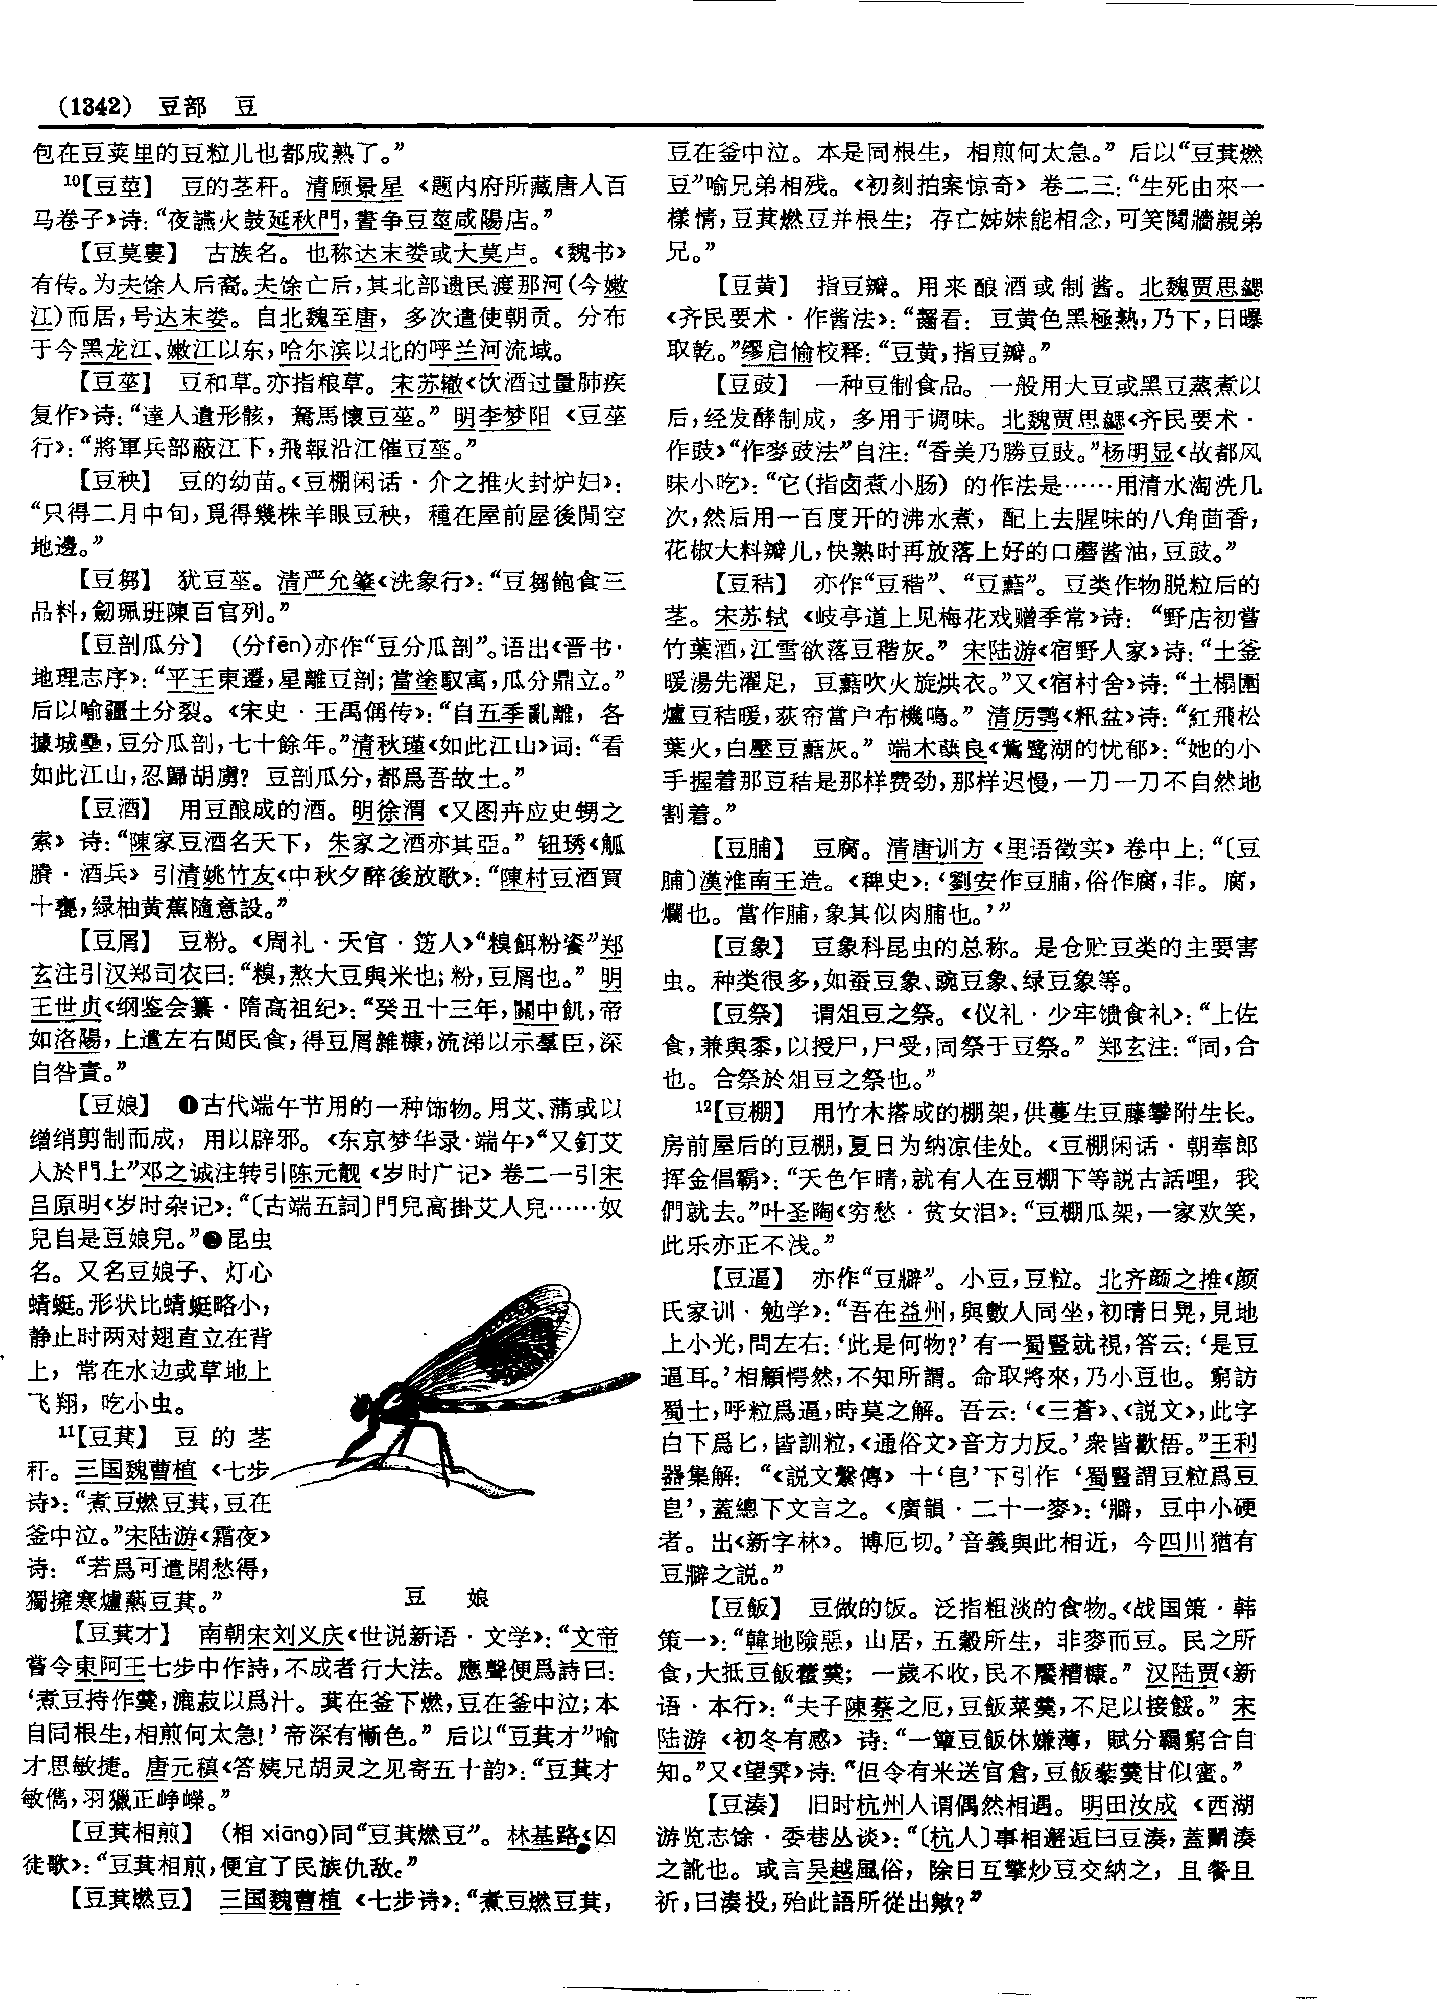 (1342) 豆部 豆
包在豆荚里的豆粒儿也都成熟了。”
10【豆莖】 豆的茎秆。清顾景星《题内府所藏唐人百
马卷子》诗：“夜讌火鼓延秋門，晝争豆莖咸陽店。”
【豆莫婁】 古族名。也称达末娄或大莫卢。《魏书》
有传。为夫馀人后裔。夫馀亡后，其北部遗民渡那河(今嫩
江)而居，号达末娄。自北魏至唐，多次遣使朝贡。分布
于今黑龙江、嫩江以东，哈尔滨以北的呼兰河流域。
【豆莝】 豆和草。亦指粮草。宋苏辙《饮酒过量肺疾
复作》诗：“達人遺形骸，駑馬懷豆莝。”明李梦阳《豆莝
行》：“將軍兵部蔽江下，飛報沿江催豆莝。”
【豆秧】 豆的幼苗。《豆棚闲话·介之推火封妒妇》：
“只得二月中旬，覓得幾株羊眼豆秧，種在屋前屋後閒空
地邊。”
【豆芻】 犹豆莝。清严允肇《洗象行》：“豆芻飽食三
品料，劒珮班陳百官列。”
【豆剖瓜分】 (分fēn)亦作“豆分瓜剖”。语出《晋书·
地理志序》：“平王東遷，星離豆剖；當塗馭寓，瓜分鼎立。”
后以喻疆土分裂。《宋史·王禹偁传》：“自五季亂離，各
據城壘，豆分瓜剖，七十餘年。”清秋瑾《如此江山》词：“看
如此江山，忍歸胡虜？豆剖瓜分，都爲吾故土。”
【豆酒】 用豆酿成的酒。明徐渭《又图卉应史甥之
索》诗：“陳家豆酒名天下，朱家之酒亦其亞。”钮琇《觚
賸·酒兵》引清姚竹友《中秋夕醉後放歌》：“陳村豆酒買
十甕，緑柚黄蕉隨意設。”
【豆屑】 豆粉。《周礼·天官·笾人》“糗餌粉餈”郑
玄注引汉郑司农曰：“糗，熬大豆與米也；粉，豆屑也。”明
王世贞《纲鉴会纂·隋高祖纪》：“癸丑十三年，關中飢，帝
如洛陽，上遣左右閲民食，得豆屑雜糠，流涕以示羣臣，深
自咎責。”
【豆娘】 ❶古代端午节用的一种饰物。用艾、蒲或以
缯绡剪制而成，用以辟邪。《东京梦华录·端午》“又釘艾
人於門上”邓之诚注转引陈元靓《岁时广记》卷二一引宋
吕原明《岁时杂记》：“〔古端五詞〕門兒高掛艾人兒……奴
兒自是豆娘兒。”❷昆虫
名。又名豆娘子、灯心
蜻蜓。形状比蜻蜓略小，
静止时两对翅直立在背
上，常在水边或草地上
飞翔，吃小虫。
11【豆萁】 豆的茎
秆。三国魏曹植《七步
诗》：“煮豆燃豆萁，豆在
釜中泣。”宋陆游《霜夜》
诗：“若爲可遣閑愁得，
獨擁寒爐爇豆萁。”
豆 娘
【豆萁才】 南朝宋刘义庆《世说新语·文学》：“文帝
嘗令東阿王七步中作詩，不成者行大法。應聲便爲詩曰：
‘煮豆持作羹，漉菽以爲汁。萁在釜下燃，豆在釜中泣；本
自同根生，相煎何太急！’帝深有慚色。”后以“豆萁才”喻
才思敏捷。唐元稹《答姨兄胡灵之见寄五十韵》：“豆萁才
敏儁，羽獵正崢嶸。”
【豆萁相煎】 (相 xiāng)同“豆萁燃豆”。林基路《囚
徒歌》：“豆萁相煎，便宜了民族仇敌。”
【豆萁燃豆】 三国魏曹植《七步诗》：“煮豆燃豆萁，
豆在釜中泣。本是同根生，相煎何太急。”后以“豆萁燃
豆”喻兄弟相残。《初刻拍案惊奇》卷二三：“生死由來一
樣情，豆萁燃豆并根生；存亡姊妹能相念，可笑鬩牆親弟
兄。”
【豆黄】 指豆瓣。用来酿酒或制酱。北魏贾思勰
《齐民要术·作酱法》：“䤖看：豆黄色黑極熟，乃下，日曝
取乾。”缪启愉校释：“豆黄，指豆瓣。”
【豆豉】 一种豆制食品。一般用大豆或黑豆蒸煮以
后，经发酵制成，多用于调味。北魏贾思勰《齐民要术·
作豉》“作麥豉法”自注：“香美乃勝豆豉。”杨明显《故都风
味小吃》：“它(指卤煮小肠)的作法是……用清水淘洗几
次，然后用一百度开的沸水煮，配上去腥味的八角茴香，
花椒大料瓣儿，快熟时再放落上好的口蘑酱油，豆豉。”
【豆秸】 亦作“豆稭”、“豆藍”。豆类作物脱粒后的
茎。宋苏轼《岐亭道上见梅花戏赠季常》诗：“野店初嘗
竹葉酒，江雪欲落豆稭灰。”宋陆游《宿野人家》诗：“土釜
暖湯先濯足，豆䕸吹火旋烘衣。”又《宿村舍》诗：“土榻圍
爐豆秸暖，荻帘當户布機鳴。”清厉鹗《籸盆》诗：“紅飛松
葉火，白壓豆䕸灰。”端木蕻良《鴜鹭湖的忧郁》：“她的小
手握着那豆秸是那样费劲，那样迟慢，一刀一刀不自然地
割着。”
【豆脯】 豆腐。清唐训方《里语徵实》卷中上：“〔豆
脯〕漢淮南王造。《稗史》：‘劉安作豆脯，俗作腐，非。腐，
爛也。當作脯，象其似肉脯也。’”
【豆象】 豆象科昆虫的总称。是仓贮豆类的主要害
虫。种类很多，如蚕豆象、豌豆象、绿豆象等。
【豆祭】 谓俎豆之祭。《仪礼·少牢馈食礼》：“上佐
食，兼與黍，以授尸，尸受，同祭于豆祭。”郑玄注：“同，合
也。合祭於俎豆之祭也。”
12【豆棚】 用竹木搭成的棚架，供蔓生豆藤攀附生长。
房前屋后的豆棚，夏日为纳凉佳处。《豆棚闲话·朝奉郎
挥金倡霸》：“天色乍晴，就有人在豆棚下等説古話哩，我
們就去。”叶圣陶《穷愁·贫女泪》：“豆棚瓜架，一家欢笑，
此乐亦正不浅。”
【豆逼】 亦作“豆䴙”。小豆，豆粒。北齐颜之推《颜
氏家训·勉学》：“吾在益州，與數人同坐，初晴日晃，見地
上小光，問左右：‘此是何物？’有一蜀豎就視，答云：‘是豆
逼耳。’相顧愕然，不知所謂。命取將來，乃小豆也。窮訪
蜀士，呼粒爲逼，時莫之解。吾云：‘《三蒼》、《説文》，此字
白下爲匕，皆訓粒，《通俗文》音方力反。’衆皆歡悟。”王利
器集解：“《説文繫傳》十‘皀’下引作‘蜀豎謂豆粒爲豆
皀’，蓋總下文言之。《廣韻·二十一麥》：‘䴙，豆中小硬
者。出《新字林》。博厄切。’音義與此相近，今四川猶有
豆䴙之説。”
【豆飯】 豆做的饭。泛指粗淡的食物。《战国策·韩
策一》：“韓地險惡，山居，五穀所生，非麥而豆。民之所
食，大抵豆飯藿羹；一歲不收，民不饜糟糠。”汉陆贾《新
语·本行》：“夫子陳蔡之厄，豆飯菜羹，不足以接餒。”宋
陆游《初冬有感》诗：“一簞豆飯休嫌薄，賦分羈窮合自
知。”又《望霁》诗：“但令有米送官倉，豆飯藜羹甘似蜜。”
【豆湊】 旧时杭州人谓偶然相遇。明田汝成《西湖
游览志馀·委巷丛谈》：“〔杭人〕事相邂逅曰豆湊，蓋鬭湊
之訛也。或言吴越風俗，除日互擎炒豆交納之，且餐且
祈，曰湊投，殆此語所從出歟？”